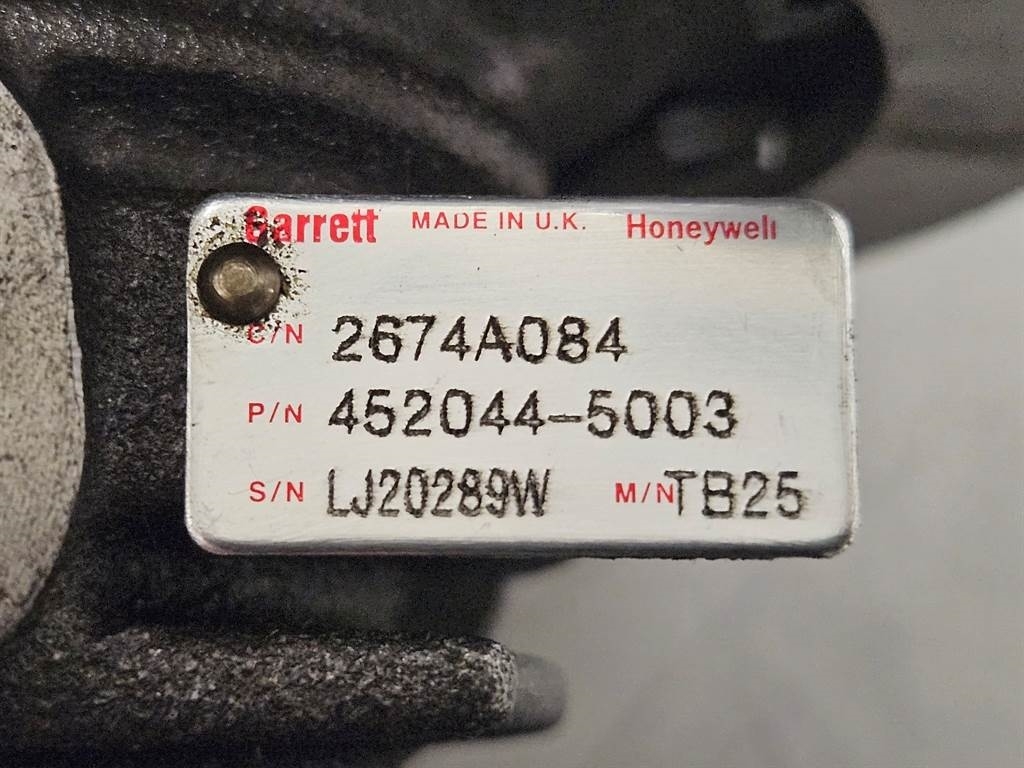 Garrett MADE IN U.K. Honeywell
C/N 2674A084
P/N 452044-5003
S/N LJ20289W M/N TB25